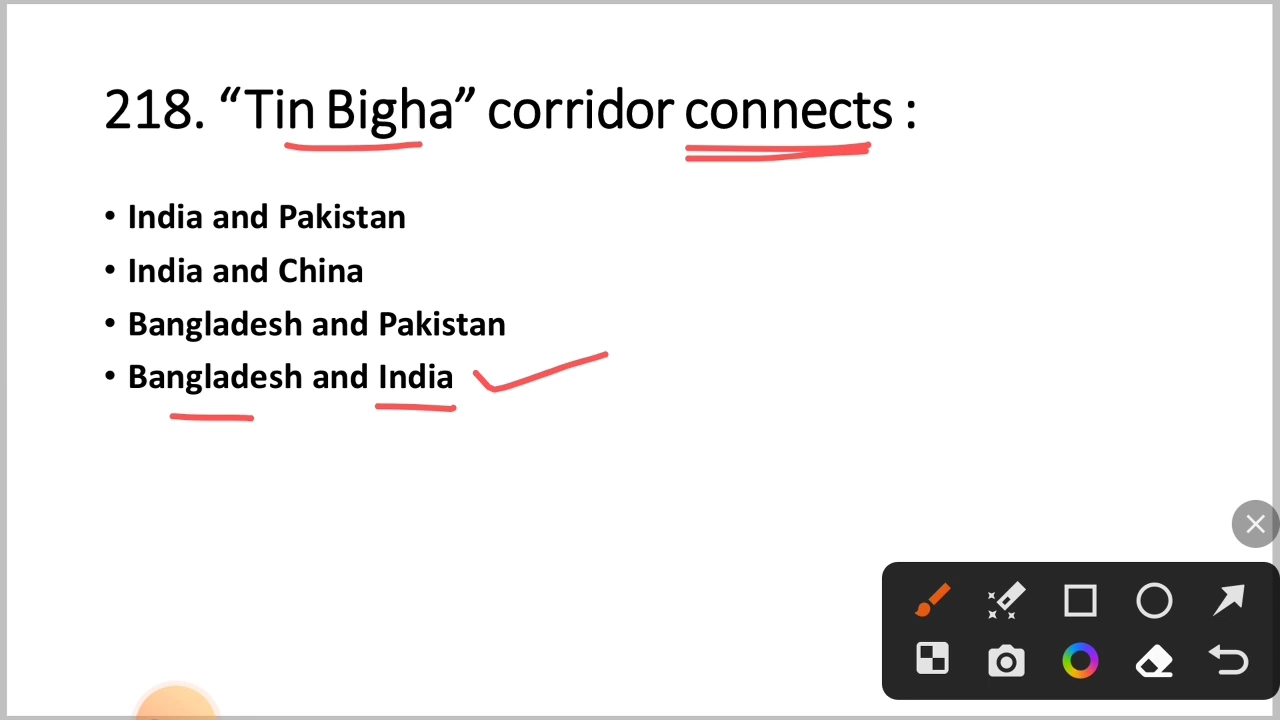 218. “Tin Bigha” corridor connects :
• India and Pakistan
• India and China
• Bangladesh and Pakistan
• Bangladesh and India